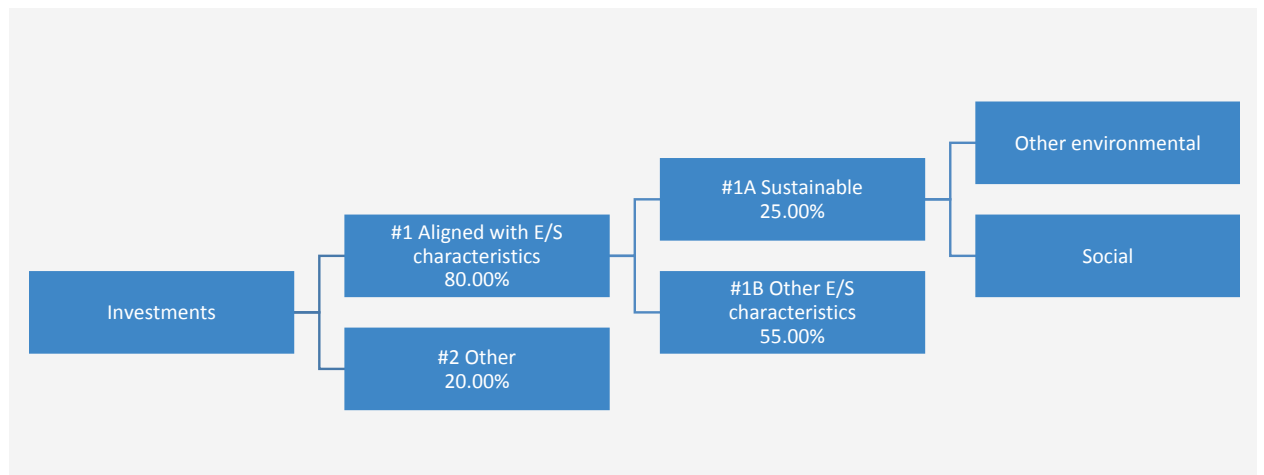 Investments
#1 Aligned with E/S
characteristics
80.00%
#2 Other
20.00%
#1A Sustainable
25.00%
#1B Other E/S
characteristics
55.00%
Other environmental
Social